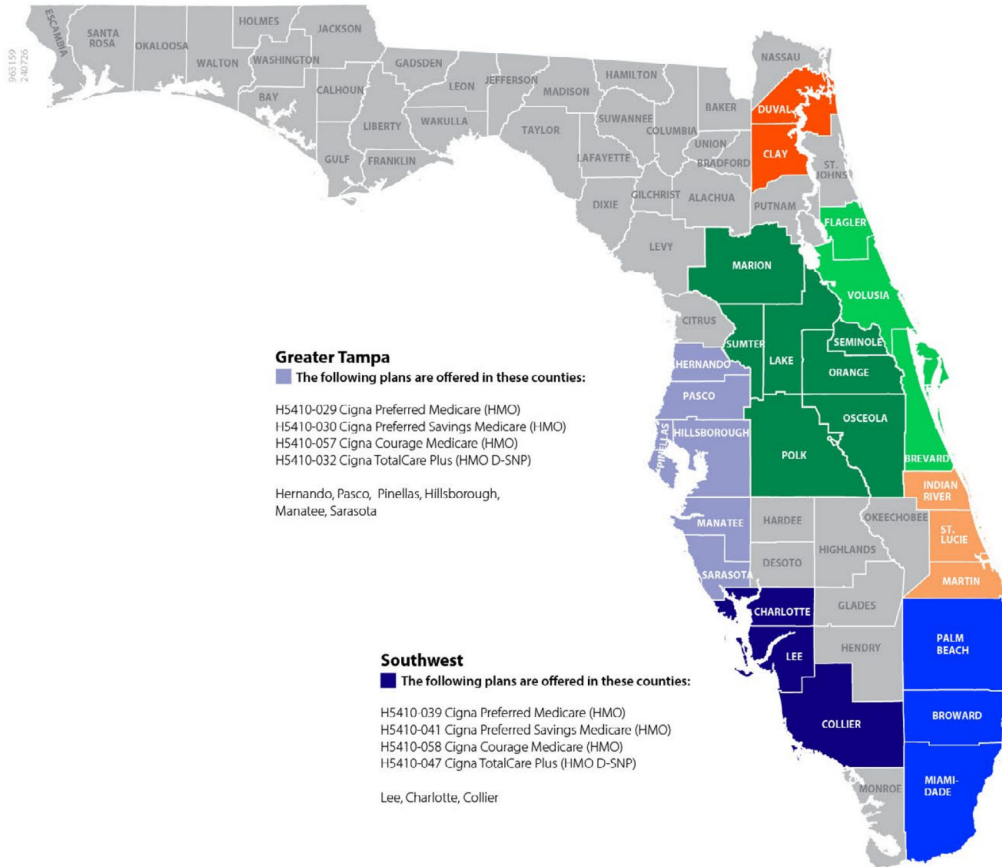 ESCAMBIA
SANTA
ROSA
OKALOOSA
WALTON
HOLMES
JACKSON
WASHINGTON
BAY
CALHOUN
GULF
GADSDEN
LIBERTY
FRANKLIN
LEON
WAKULLA
JEFFERSON
MADISON
TAYLOR
HAMILTON
SUWANNEE
LAFAYETTE
DIXIE
COLUMBIA
GILCHRIST
BAKER
UNION
BRADFORD
ALACHUA
LEVY
NASSAU
DUVAL
CLAY
ST.
JOHNS
PUTNAM
FLAGLER
MARION
VOLUSIA
CITRUS
SUMTER
LAKE
SEMINOLE
ORANGE
HERNANDO
PASCO
OSCEOLA
PINELLAS
HILLSBOROUGH
POLK
BREVARD
INDIAN
RIVER
MANATEE
HARDEE
OKEECHOBEE
ST.
LUCIE
HIGHLANDS
DESOTO
SARASOTA
MARTIN
CHARLOTTE
GLADES
LEE
HENDRY
PALM
BEACH
COLLIER
BROWARD
MONROE
MIAMI-
DADE
963159
240726
Greater Tampa
The following plans are offered in these counties:
H5410-029 Cigna Preferred Medicare (HMO)
H5410-030 Cigna Preferred Savings Medicare (HMO)
H5410-057 Cigna Courage Medicare (HMO)
H5410-032 Cigna TotalCare Plus (HMO D-SNP)
Hernando, Pasco, Pinellas, Hillsborough,
Manatee, Sarasota
Southwest
The following plans are offered in these counties:
H5410-039 Cigna Preferred Medicare (HMO)
H5410-041 Cigna Preferred Savings Medicare (HMO)
H5410-058 Cigna Courage Medicare (HMO)
H5410-047 Cigna TotalCare Plus (HMO D-SNP)
Lee, Charlotte, Collier